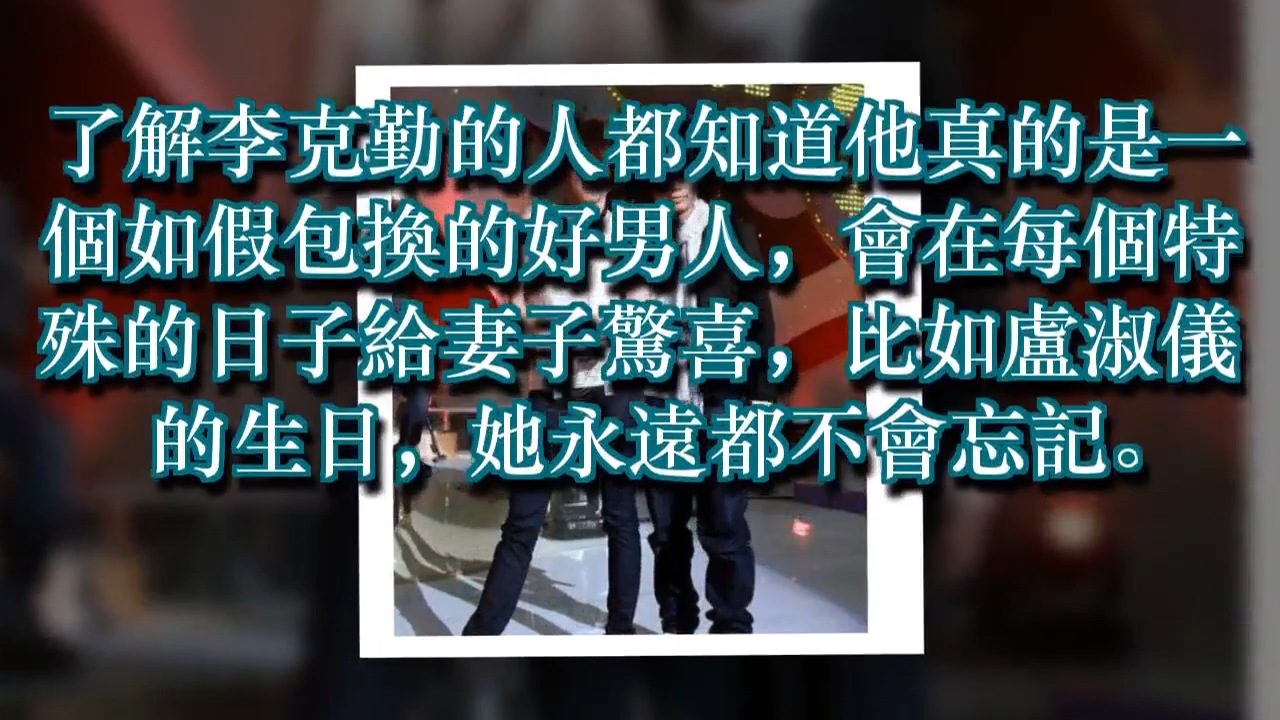 了解李克勤的人都知道他真的是一
個如假包換的好男人，會在每個特
殊的日子給妻子驚喜，比如盧淑儀
的生日，她永遠都不會忘記。